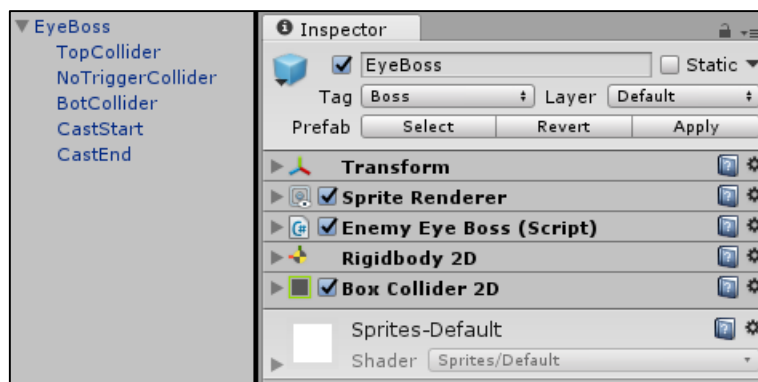 EyeBoss
TopCollider
NoTriggerCollider
BotCollider
CastStart
CastEnd
Inspector
EyeBoss Static
Tag Boss Layer Default
Prefab Select Revert Apply
Transform
Sprite Renderer
C# Enemy Eye Boss (Script)
Rigidbody 2D
Box Collider 2D
Sprites-Default
Shader Sprites/Default